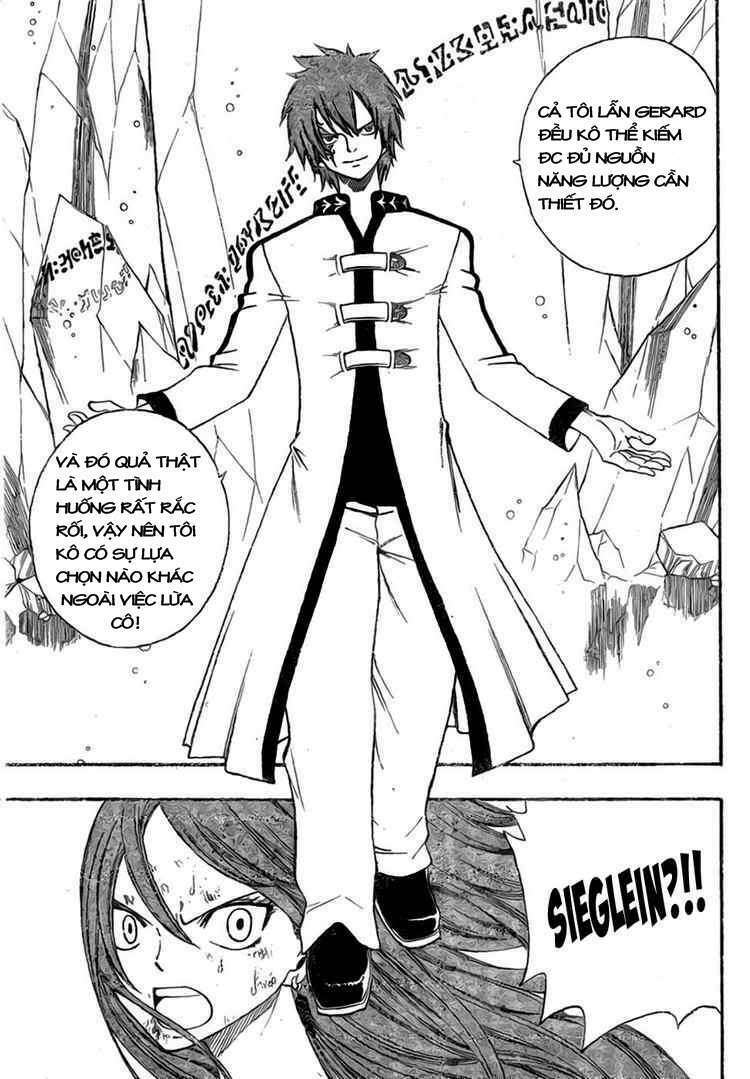 CẢ TÔI LẪN GERARD
ĐỀU KÔ THỂ KIẾM
ĐC ĐỦ NGUỒN
NĂNG LƯỢNG CẦN
THIẾT ĐÓ.
VÀ ĐÓ QUẢ THẬT
LÀ MỘT TÌNH
HUỐNG RẤT RẮC
RỐI, VẬY NÊN TÔI
KÔ CÓ SỰ LỰA
CHỌN NÀO KHÁC
NGOÀI VIỆC LỪA
CÔ!
SIEGLEIN?!!